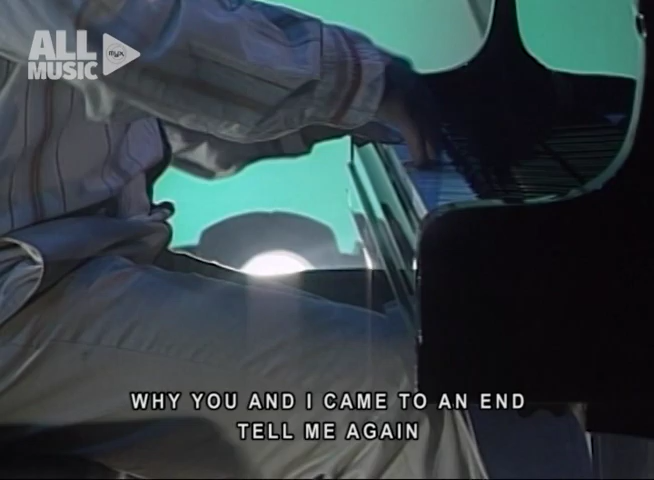 ALL
MUSIC
myx
WHY YOU AND I CAME TO AN END
TELL ME AGAIN